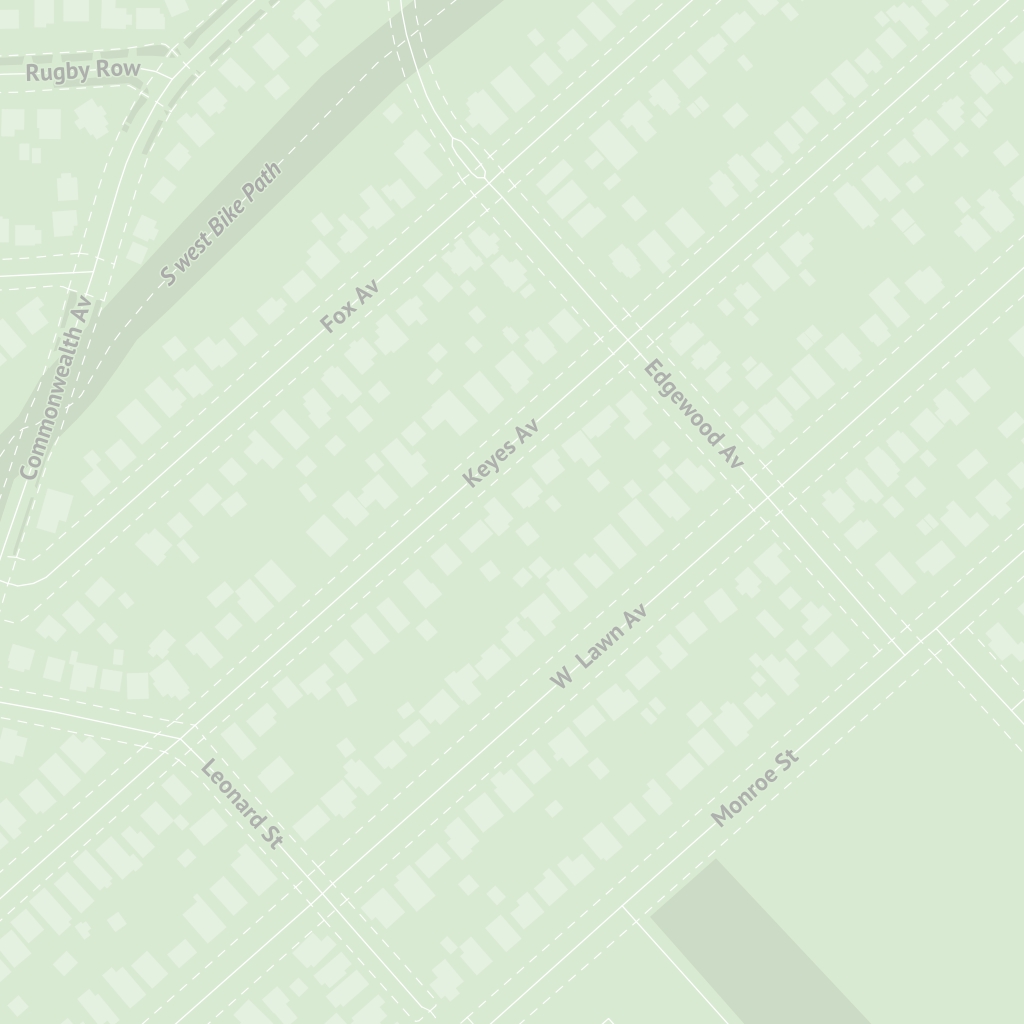 Rugby Row
S west Bike Path
Fox Av
Commonwealth Av
Edgewood Av
Keyes Av
W Lawn Av
Leonard St
Monroe St